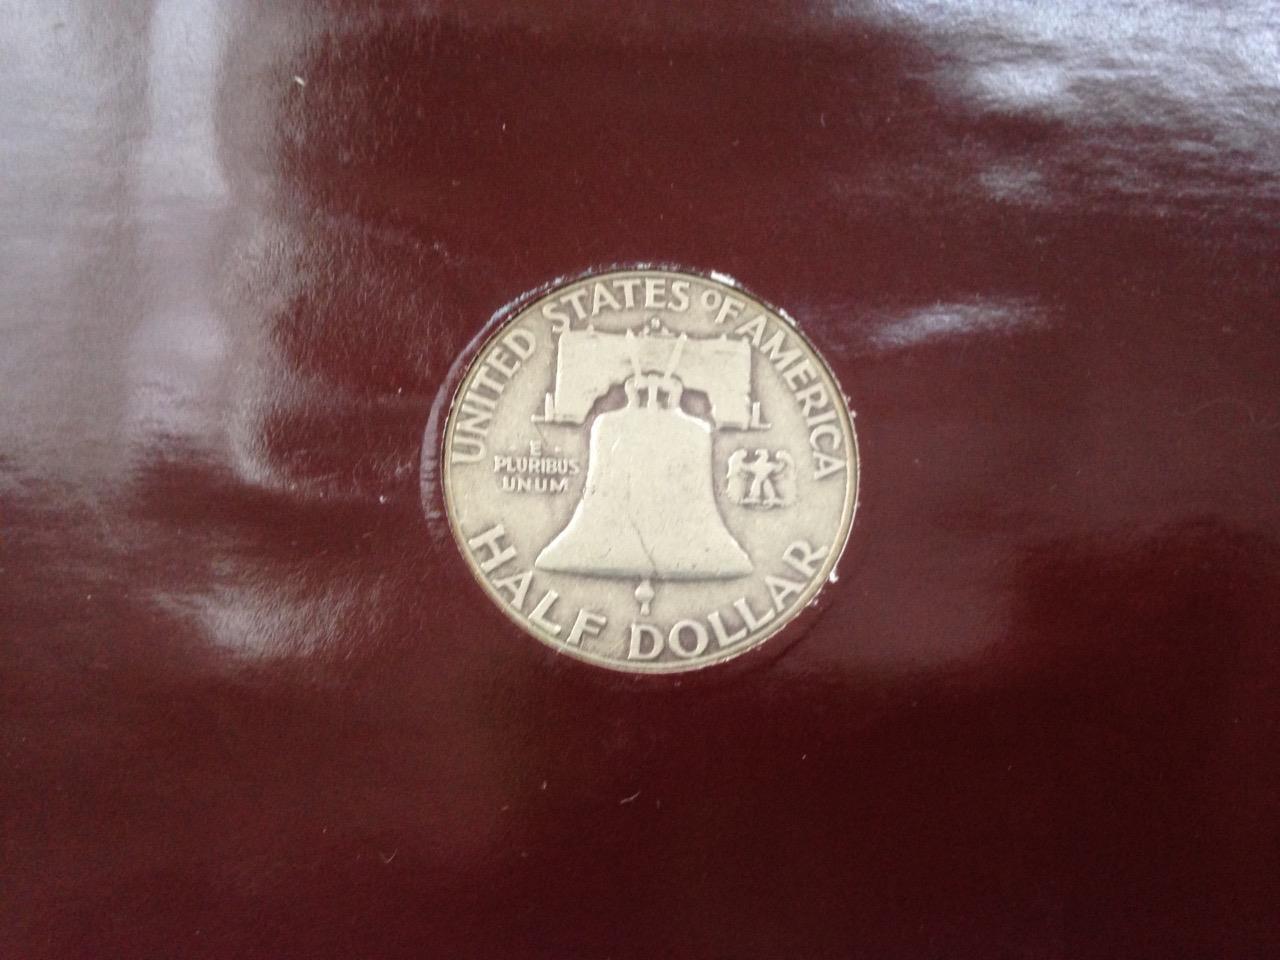 UNITED STATES OF AMERICA
E
PLURIBUS
UNUM
HALF DOLLAR